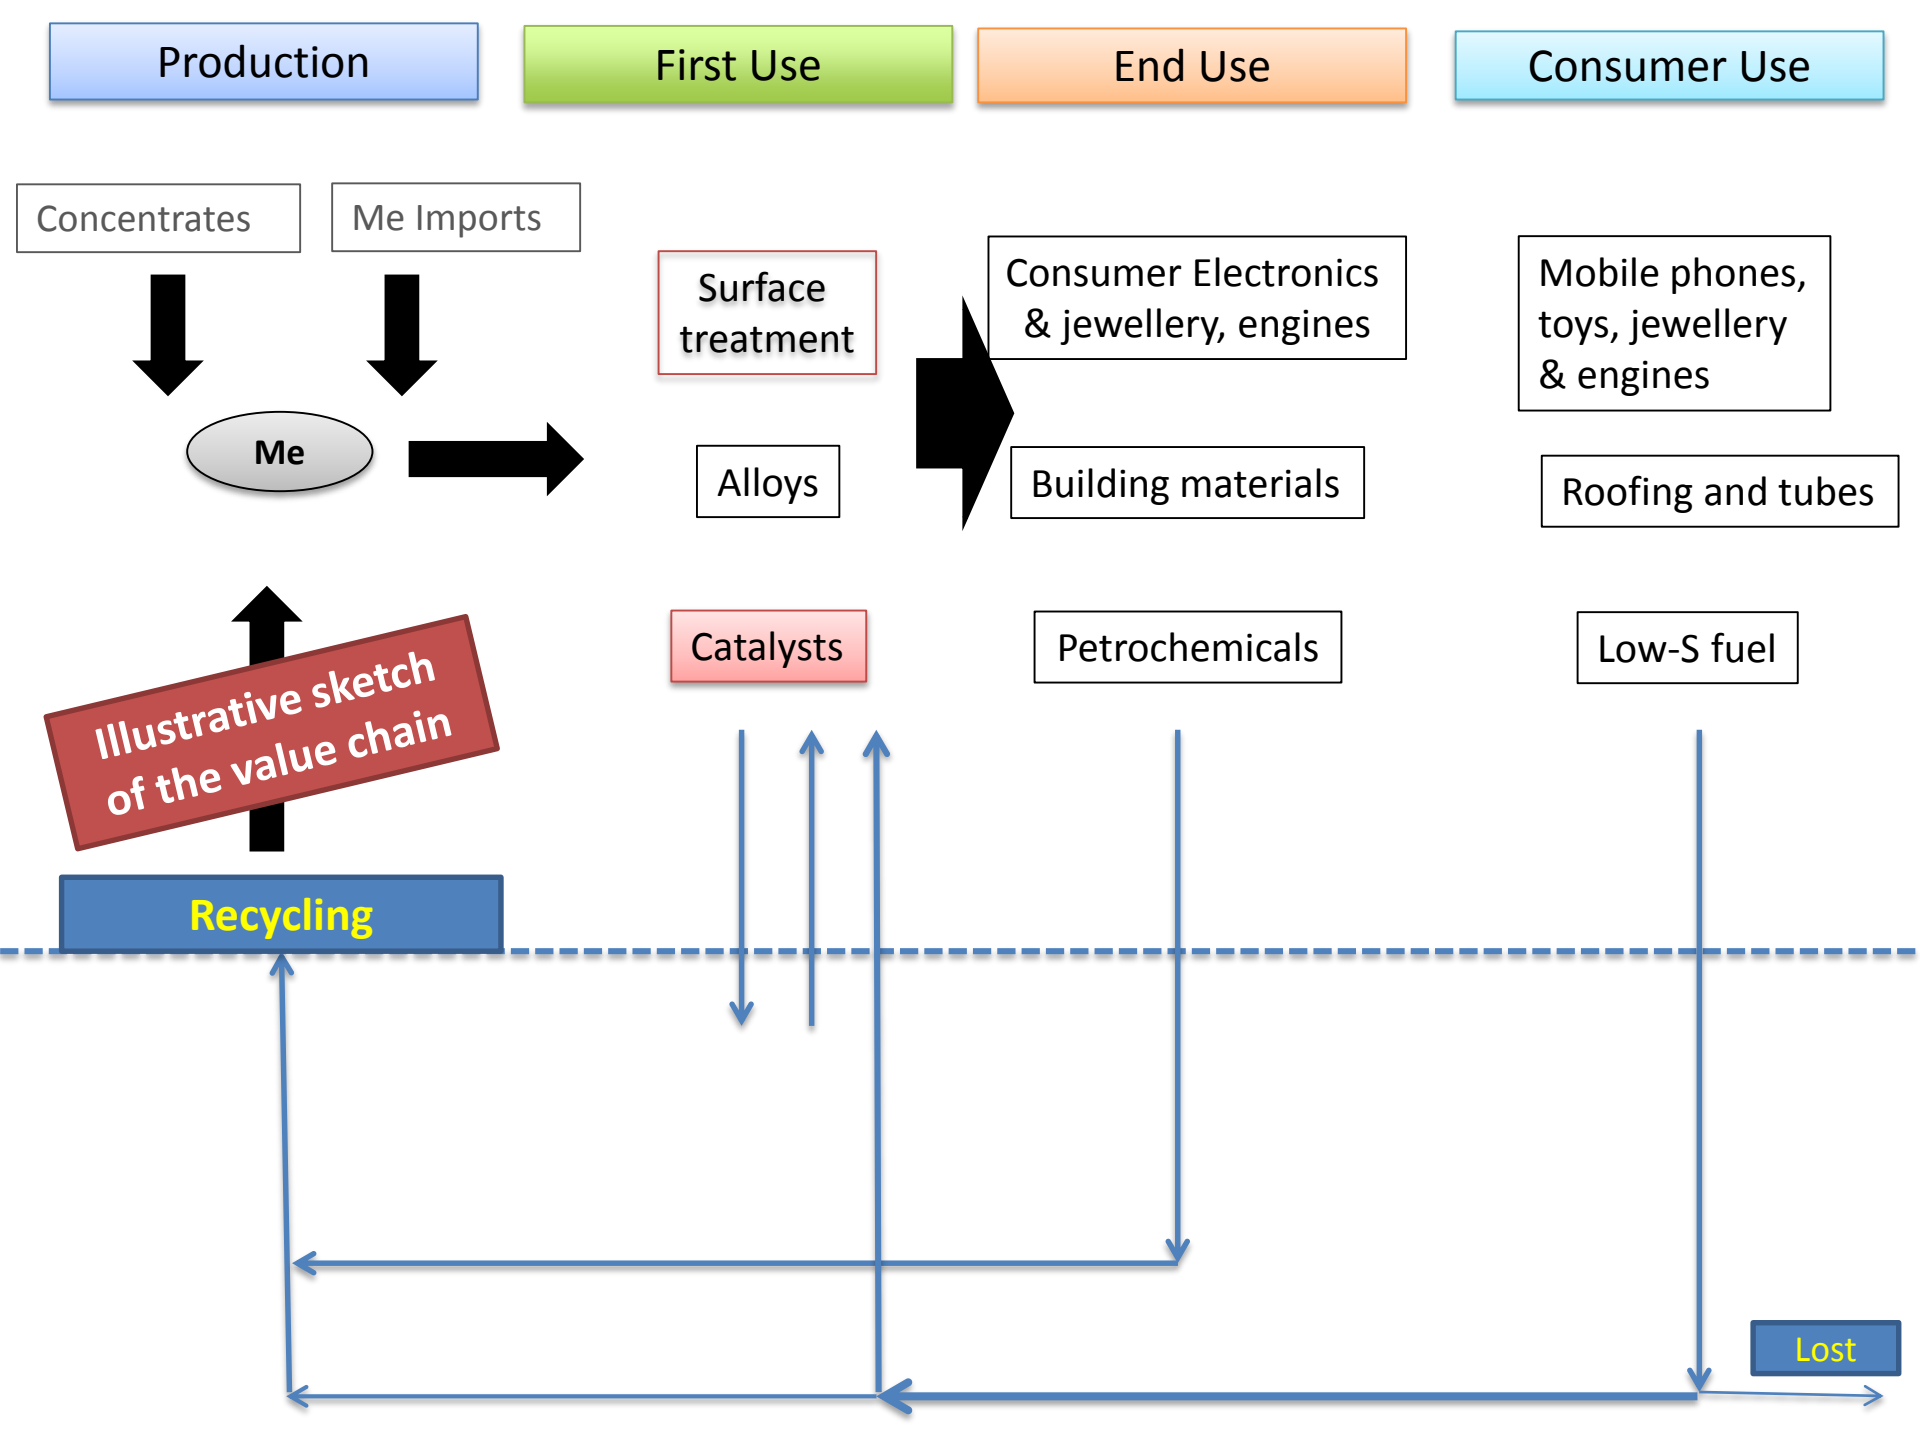 Production
First Use
End Use
Consumer Use
Concentrates
Me Imports
Surface
treatment
Consumer Electronics
& jewellery, engines
Mobile phones,
toys, jewellery
& engines
Me
Alloys
Building materials
Roofing and tubes
Catalysts
Petrochemicals
Low-S fuel
Illustrative sketch
of the value chain
Recycling
Lost